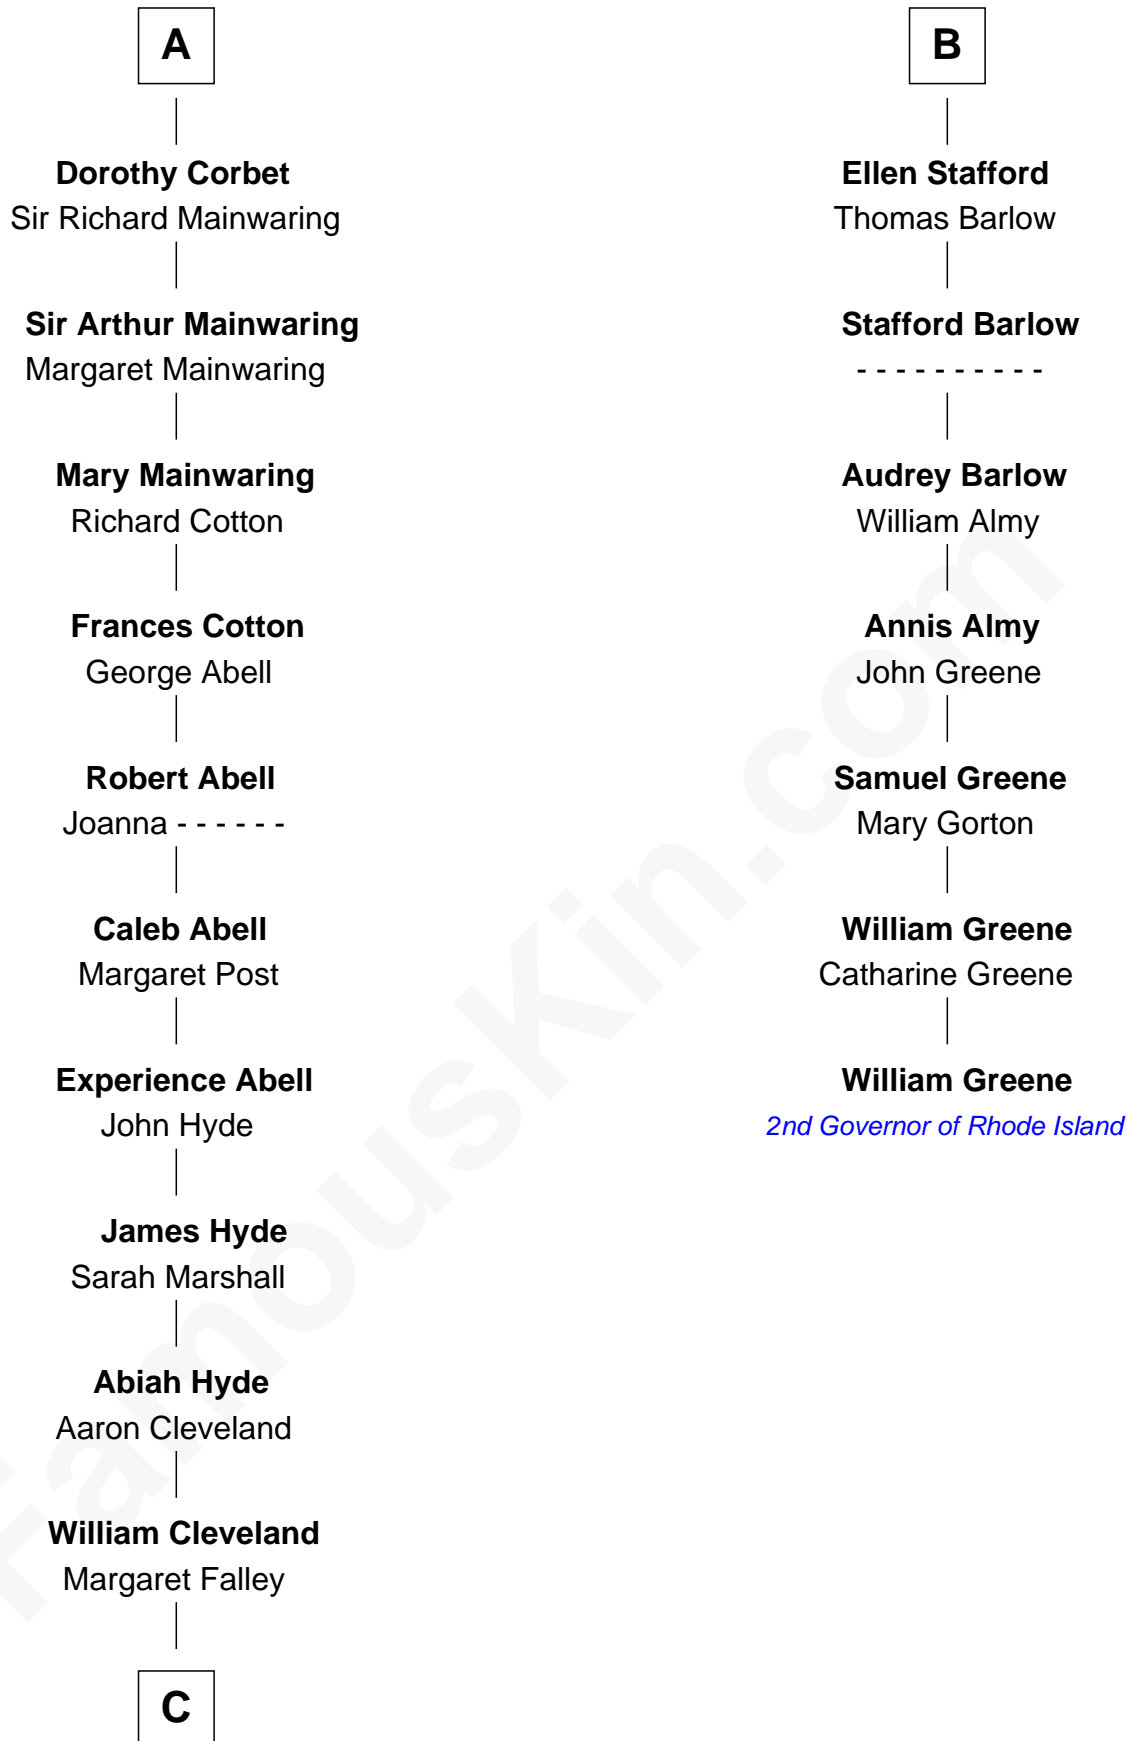 A
Dorothy Corbet
Sir Richard Mainwaring
Sir Arthur Mainwaring
Margaret Mainwaring
Mary Mainwaring
Richard Cotton
Frances Cotton
George Abell
Robert Abell
Joanna - - - - - -
Caleb Abell
Margaret Post
Experience Abell
John Hyde
James Hyde
Sarah Marshall
Abiah Hyde
Aaron Cleveland
William Cleveland
Margaret Falley
C
B
Ellen Stafford
Thomas Barlow
Stafford Barlow
- - - - - - - - - -
Audrey Barlow
William Almy
Annis Almy
John Greene
Samuel Greene
Mary Gorton
William Greene
Catharine Greene
William Greene
2nd Governor of Rhode Island
FamousKin.com